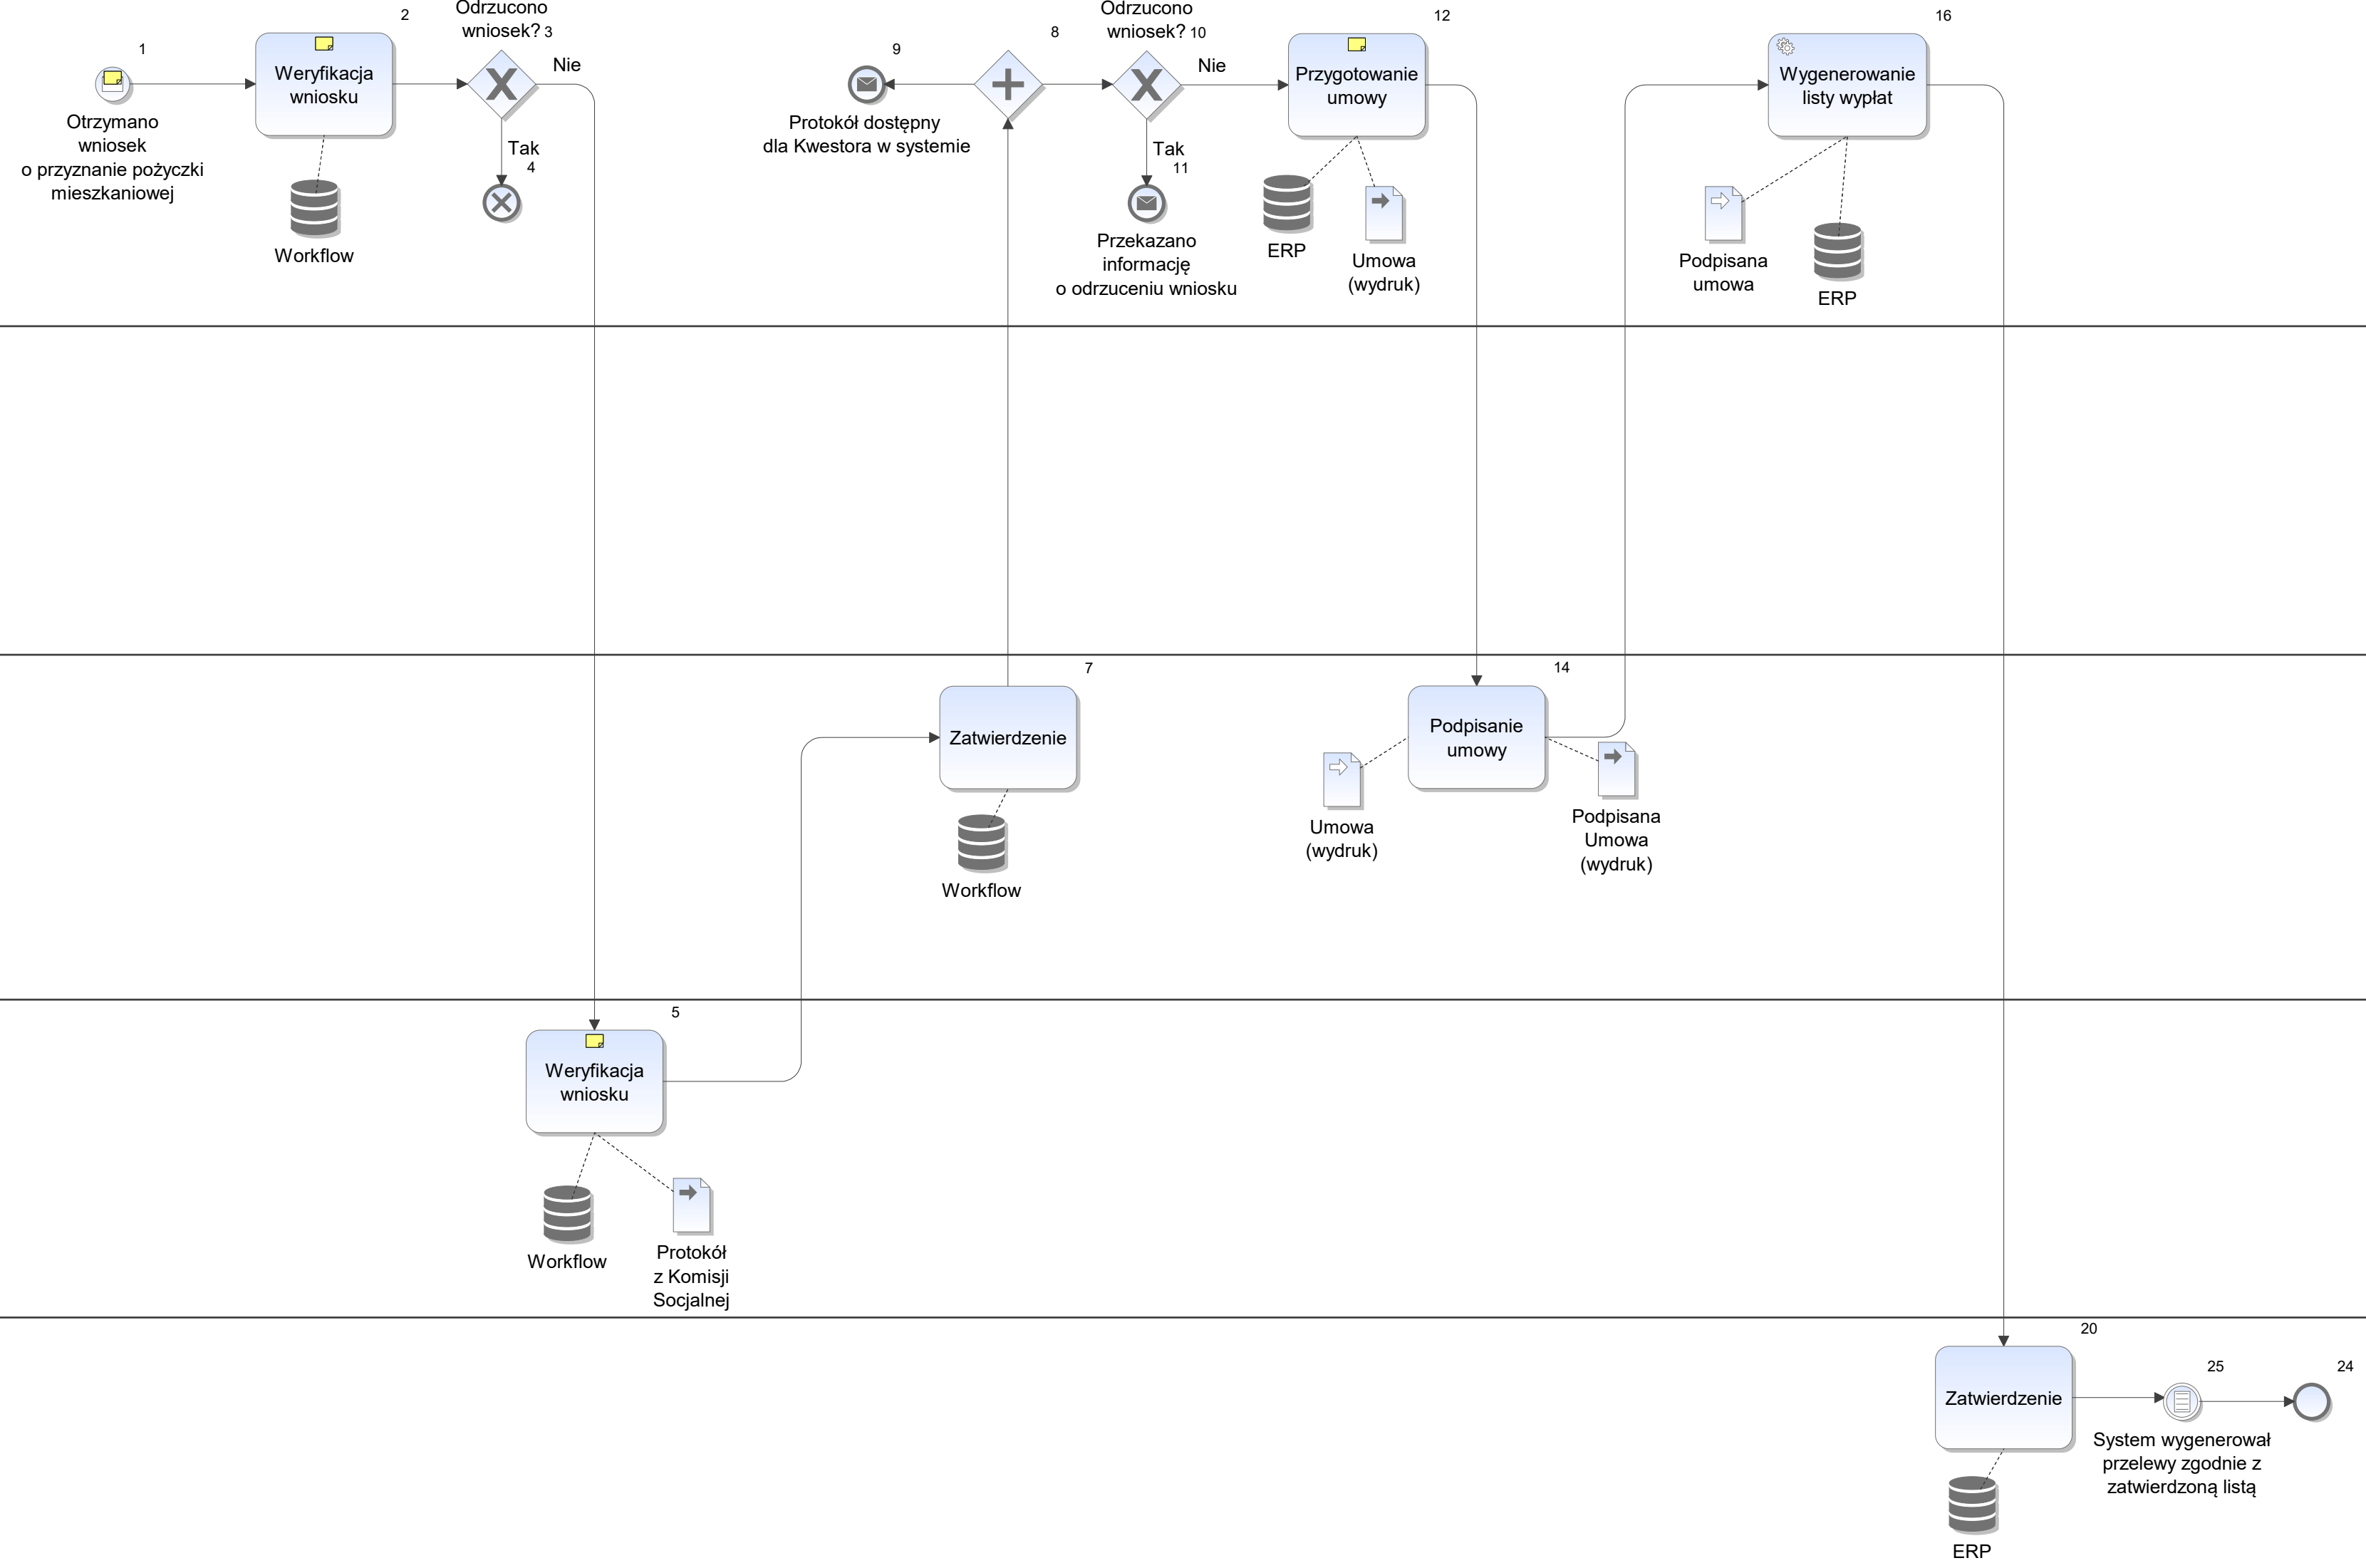 1
Otrzymano
wniosek
o przyznanie pożyczki
mieszkaniowej
2
Weryfikacja
wniosku
Workflow
Odrzucono
wniosek? 3
Nie
Tak
4
9
Protokół dostępny
dla Kwestora w systemie
8
Odrzucono
wniosek? 10
Nie
Tak
11
Przekazano
informację
o odrzuceniu wniosku
12
Przygotowanie
umowy
ERP
Umowa
(wydruk)
16
Wygenerowanie
listy wypłat
Podpisana
umowa
ERP
7
Zatwierdzenie
Workflow
14
Podpisanie
umowy
Umowa
(wydruk)
Podpisana
Umowa
(wydruk)
5
Weryfikacja
wniosku
Workflow
Protokół
z Komisji
Socjalnej
20
Zatwierdzenie
ERP
25
System wygenerował
przelewy zgodnie z
zatwierdzoną listą
24